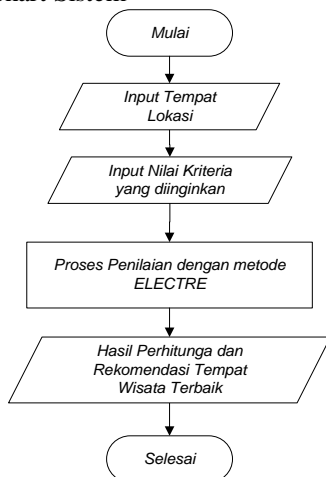 Mulai
Input Tempat
Lokasi
Input Nilai Kriteria
yang diinginkan
Proses Penilaian dengan metode
ELECTRE
Hasil Perhitunga dan
Rekomendasi Tempat
Wisata Terbaik
Selesai